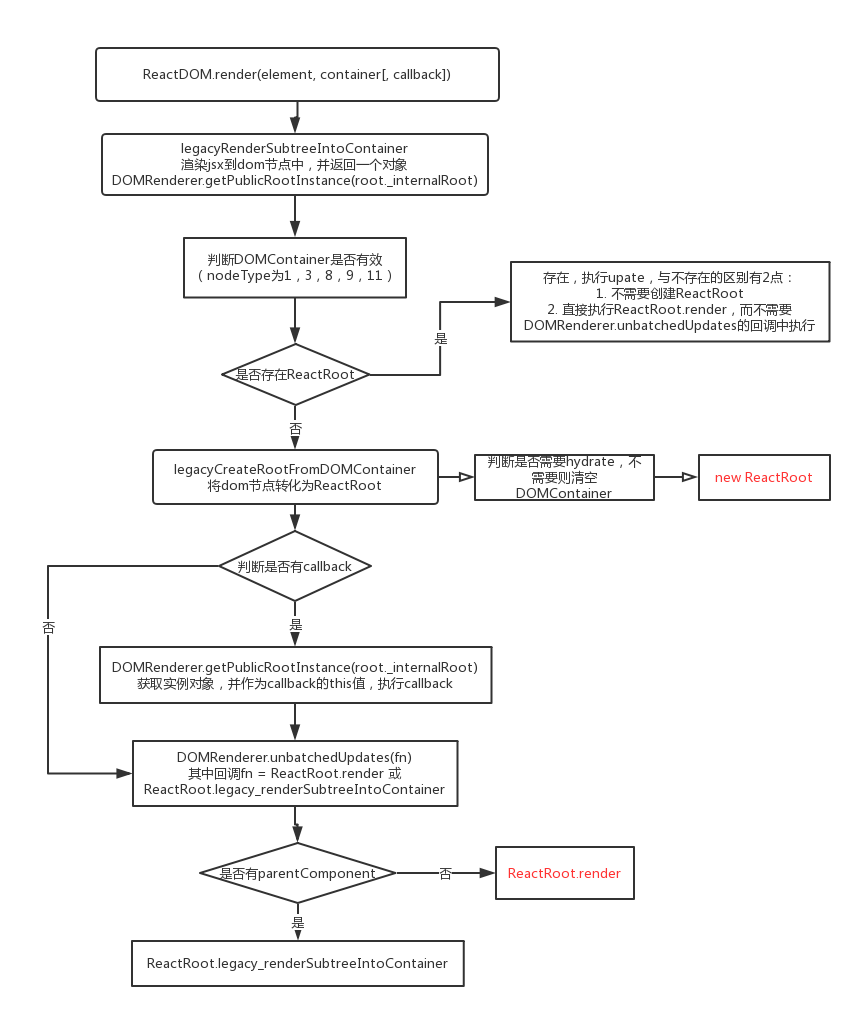 ReactDOM.render(element, container[, callback])
legacyRenderSubtreeIntoContainer
渲染jsx到dom节点中，并返回一个对象
DOMRenderer.getPublicRootInstance(root._internalRoot)
判断DOMContainer是否有效
（nodeType为1，3，8，9，11）
存在，执行upate，与不存在的区别有2点：
1. 不需要创建ReactRoot
2. 直接执行ReactRoot.render，而不需要
DOMRenderer.unbatchedUpdates的回调中执行
是
是否存在ReactRoot
否
legacyCreateRootFromDOMContainer
将dom节点转化为ReactRoot
判断是否需要hydrate，不
需要则清空
DOMContainer
new ReactRoot
判断是否有callback
否
是
DOMRenderer.getPublicRootInstance(root._internalRoot)
获取实例对象，并作为callback的this值，执行callback
DOMRenderer.unbatchedUpdates(fn)
其中回调fn = ReactRoot.render 或
ReactRoot.legacy_renderSubtreeIntoContainer
是否有parentComponent
否
ReactRoot.render
是
ReactRoot.legacy_renderSubtreeIntoContainer